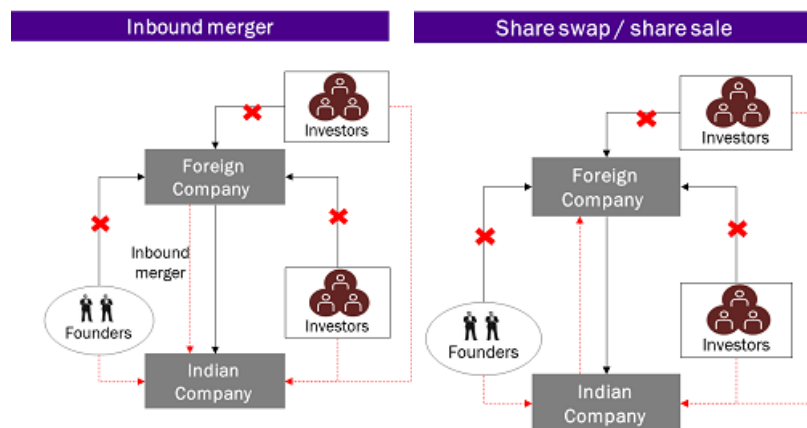 Inbound merger
Investors
Foreign
Company
Inbound
merger
Founders
Investors
Indian
Company
Share swap / share sale
Investors
Foreign
Company
Founders
Investors
Indian
Company